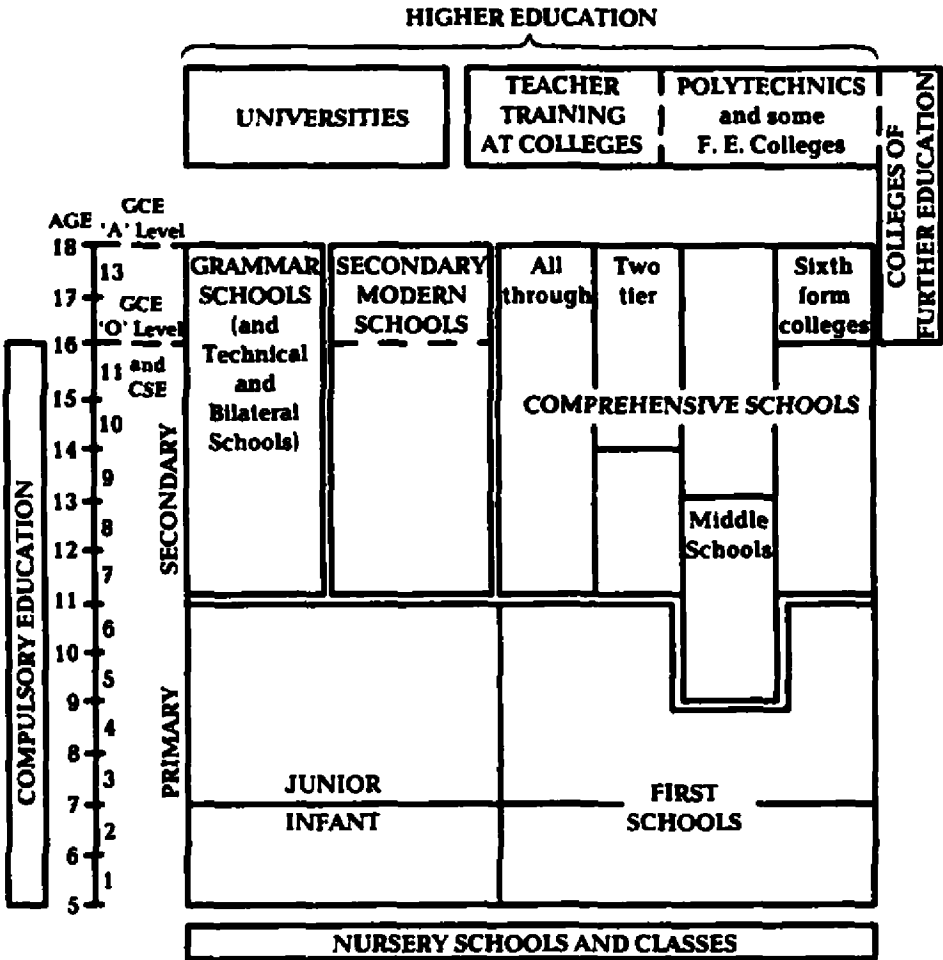 HIGHER EDUCATION
UNIVERSITIES
TEACHER
TRAINING
AT COLLEGES
POLYTECHNICS
and some
F. E. Colleges
COLLEGES OF
FURTHER EDUCATION
AGE
GCE
'A' Level
18
13
17
GCE
'O' Level
16
11 and
CSE
15
10
14
9
13
8
12
7
11
6
10
5
9
4
8
3
7
2
6
1
5
COMPULSORY EDUCATION
SECONDARY
PRIMARY
GRAMMAR
SCHOOLS
(and
Technical
and
Bilateral
Schools)
SECONDARY
MODERN
SCHOOLS
All
through
Two
tier
Sixth
form
colleges
COMPREHENSIVE SCHOOLS
Middle
Schools
JUNIOR
INFANT
FIRST
SCHOOLS
NURSERY SCHOOLS AND CLASSES